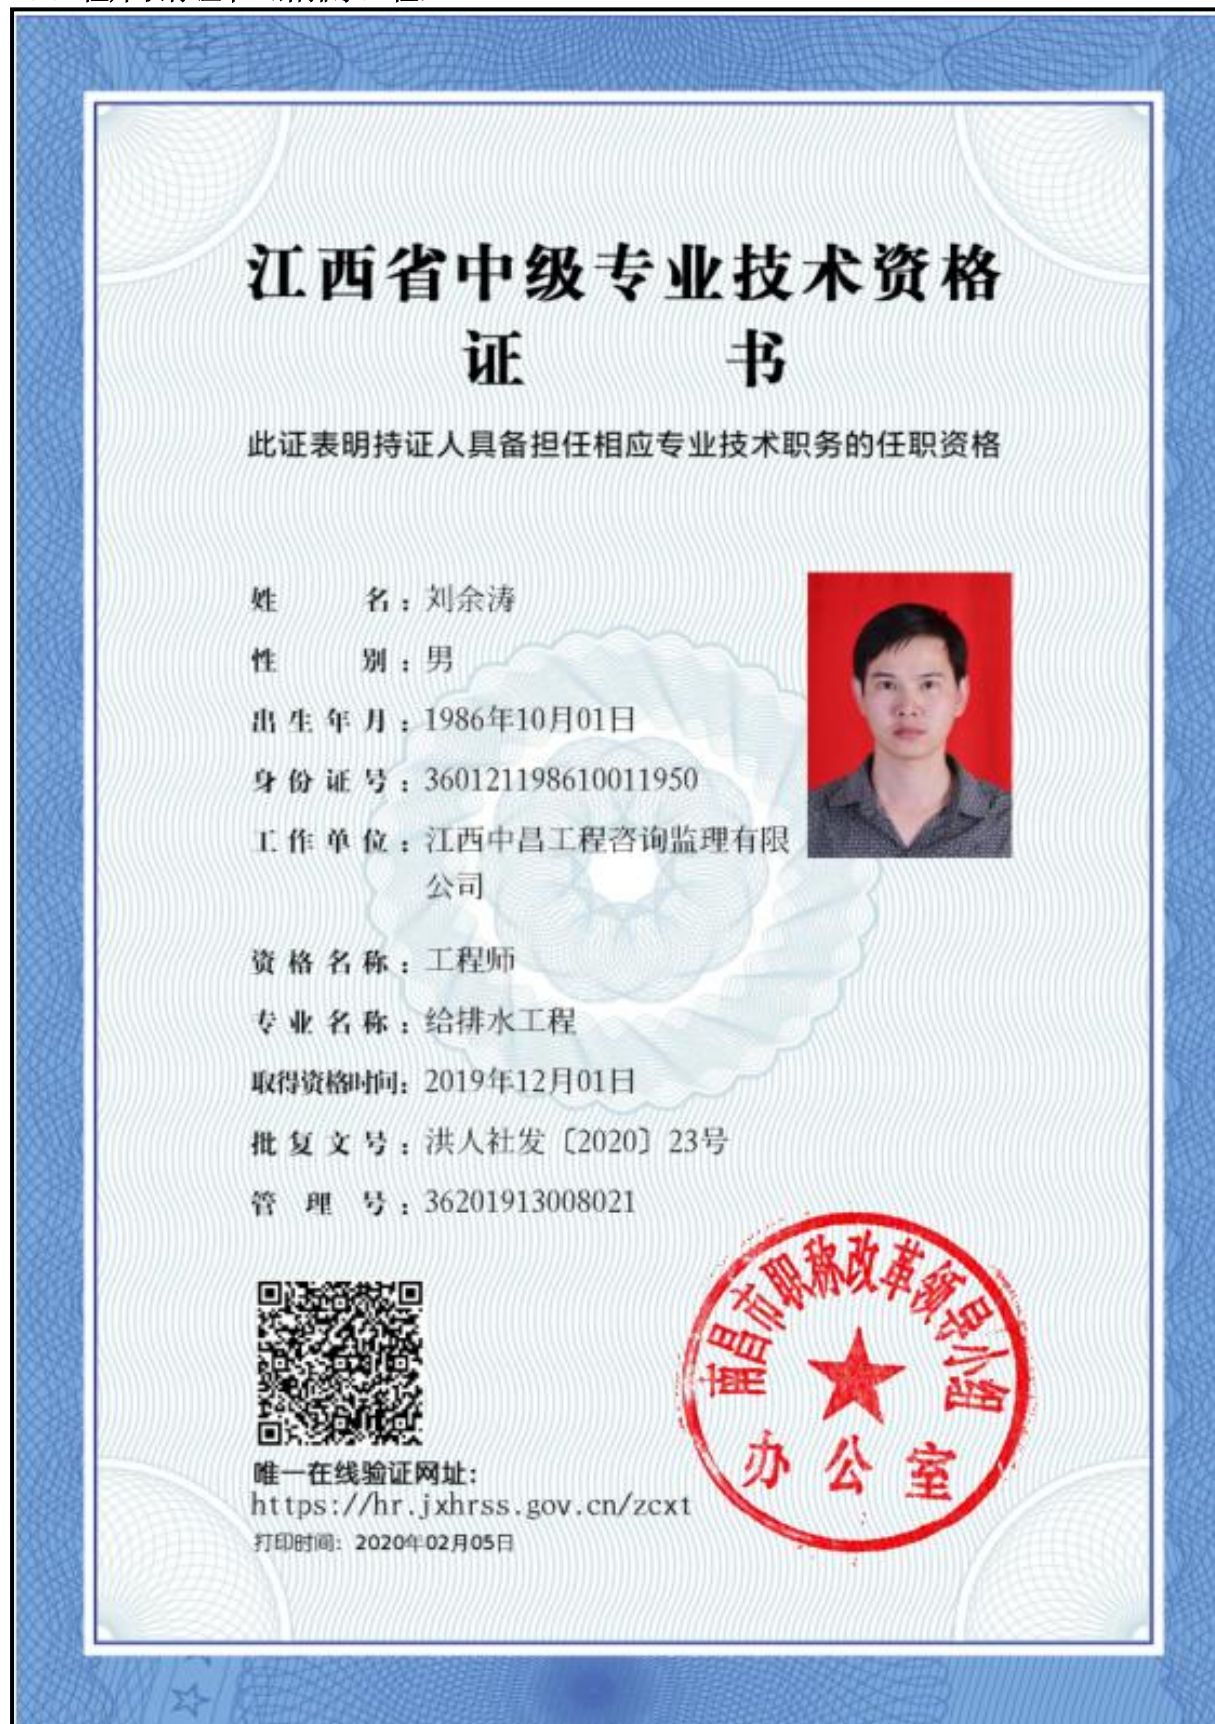 江西省中级专业技术资格
证 书
此证表明持证人具备担任相应专业技术职务的任职资格
姓 名：刘余涛
性 别：男
出生年月：1986年10月01日
身份证号：360121198610011950
工作单位：江西中昌工程咨询监理有限
公司
资格名称：工程师
专业名称：给排水工程
取得资格时间：2019年12月01日
批复文号：洪人社发〔2020〕23号
管 理 号：36201913008021
南昌市职称改革领导小组
办公室
唯一在线验证网址：
https://hr.jxhrss.gov.cn/zcxt
打印时间：2020年02月05日